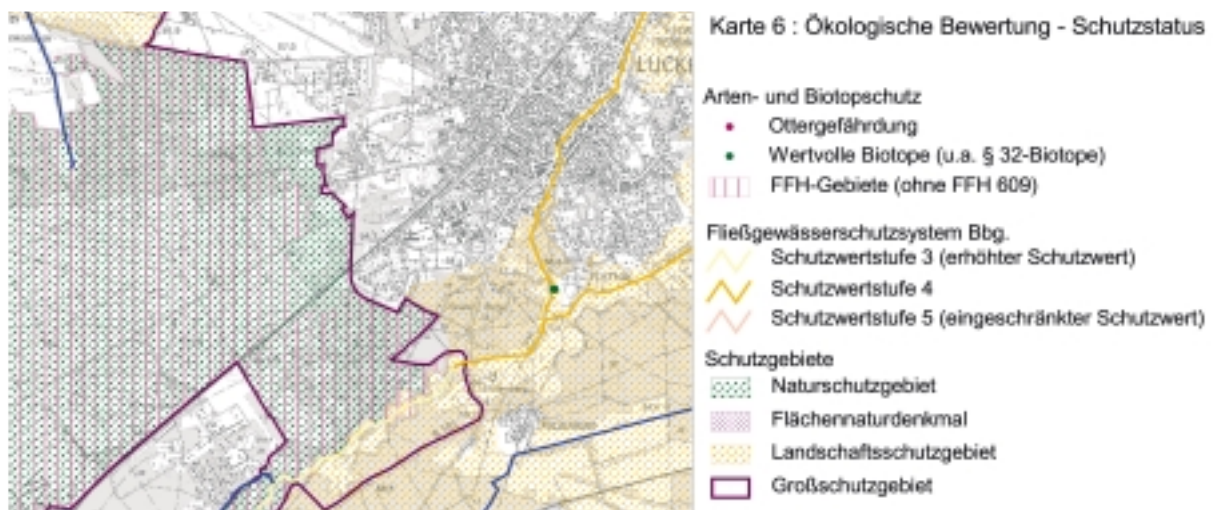 Karte 6 : Ökologische Bewertung - Schutzstatus
LUCKE
Arten- und Biotopschutz
Ottergefährdung
Wertvolle Biotope (u.a. § 32-Biotope)
FFH-Gebiete (ohne FFH 609)
Fließgewässerschutzsystem Bbg.
Schutzwertstufe 3 (erhöhter Schutzwert)
Schutzwertstufe 4
Schutzwertstufe 5 (eingeschränkter Schutzwert)
Schutzgebiete
Naturschutzgebiet
Flächennaturdenkmal
Landschaftsschutzgebiet
Großschutzgebiet